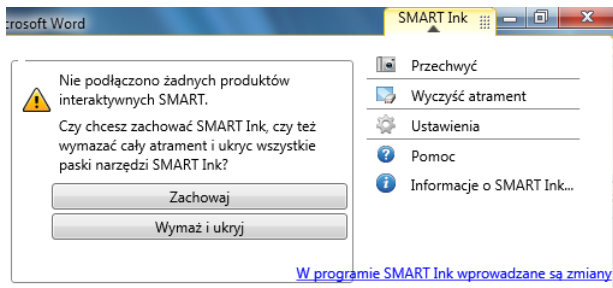 crosoft Word
SMART Ink
Nie podłączono żadnych produktów
interaktywnych SMART.
Czy chcesz zachować SMART Ink, czy też
wymazać cały atrament i ukryc wszystkie
paski narzędzi SMART Ink?
Zachowaj
Wymaż i ukryj
Przechwyć
Wyczyść atrament
Ustawienia
Pomoc
Informacje o SMART Ink...
W programie SMART Ink wprowadzane są zmiany